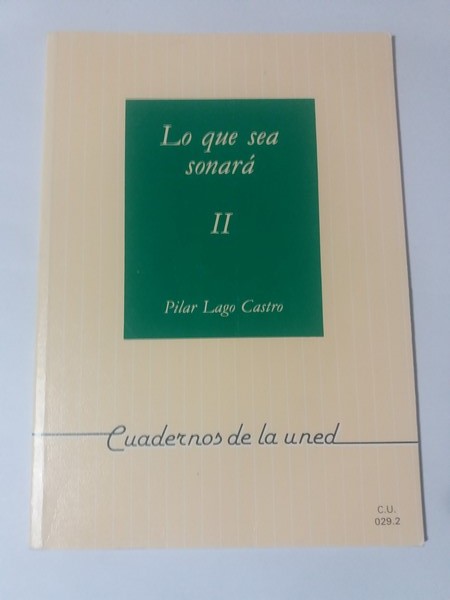 Lo que sea
sonará
II
Pilar Lago Castro
Cuadernos de la uned
C.U.
029.2